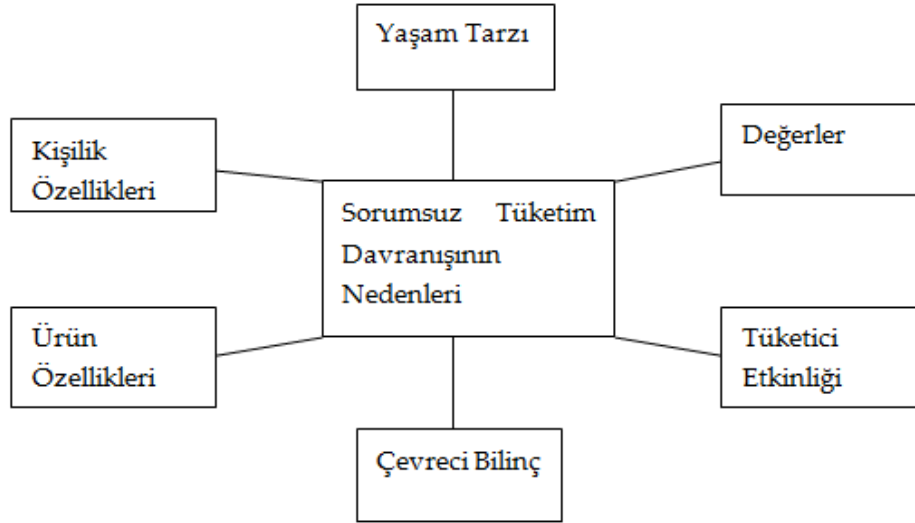 Yaşam Tarzı
Kişilik
Özellikleri
Değerler
Sorumsuz Tüketim
Davranışının
Nedenleri
Ürün
Özellikleri
Tüketici
Etkinliği
Çevreci Bilinç